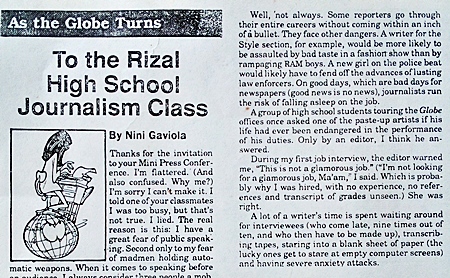 As the Globe Turns
To the Rizal
High School
Journalism Class
By Nini Gaviola
Thanks for the invitation
to your Mini Press Confer-
ence. I'm flattered. (And
also confused. Why me?)
I'm sorry I can't make it. I
told one of your classmates
I was too busy, but that's
not true. I lied. The real
reason is this: I have a
great fear of public speak-
ing. Second only to my fear
of madmen holding auto-
matic weapons. When it comes to speaking before
an audience, I always consider three people a mob
Well, not always. Some reporters go through
their entire careers without coming within an inch
of a bullet. They face other dangers. A writer for the
Style section, for example, would be more likely to
be assaulted by bad taste in a fashion show than by
rampaging RAM boys. A new girl on the police beat
would likely have to fend off the advances of lusting
law enforcers. On good days, which are bad days for
newspapers (good news is no news), journalists run
the risk of falling asleep on the job.
A group of high school students touring the Globe
offices once asked one of the paste-up artists if his
life had ever been endangered in the performance
of his duties. Only by an editor, I think he an-
swered.
During my first job interview, the editor warned
me, "This is not a glamorous job." ("I'm not looking
for a glamorous job, Ma'am," I said. Which is proba-
bly why I was hired, with no experience, no refer-
ences and transcript of grades unseen.) She was
right.
A lot of a writer's time is spent waiting around
for interviewees (who come late, nine times out of
ten, and who then have to be made up), transcrib-
ing tapes, staring into a blank sheet of paper (the
lucky ones get to stare at empty computer screens)
and having severe anxiety attacks.